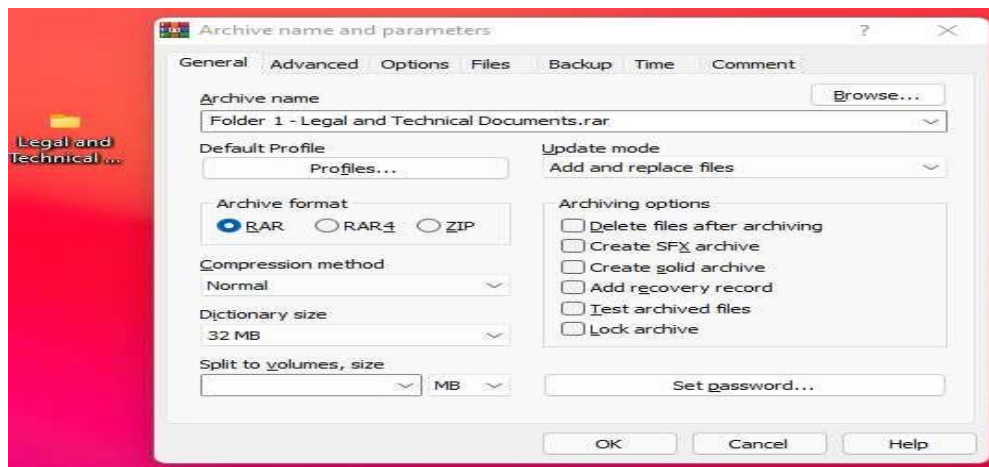 Archive name and parameters ? ×
General Advanced Options Files Backup Time Comment
Archive name
Browse...
Folder 1 - Legal and Technical Documents.rar
Legal and
Technical ...
Default Profile
Profiles...
Update mode
Add and replace files
Archive format
RAR RAR4 ZIP
Compression method
Normal
Dictionary size
32 MB
Split to volumes, size
MB
Archiving options
Delete files after archiving
Create SFX archive
Create solid archive
Add recovery record
Test archived files
Lock archive
Set password...
OK Cancel Help